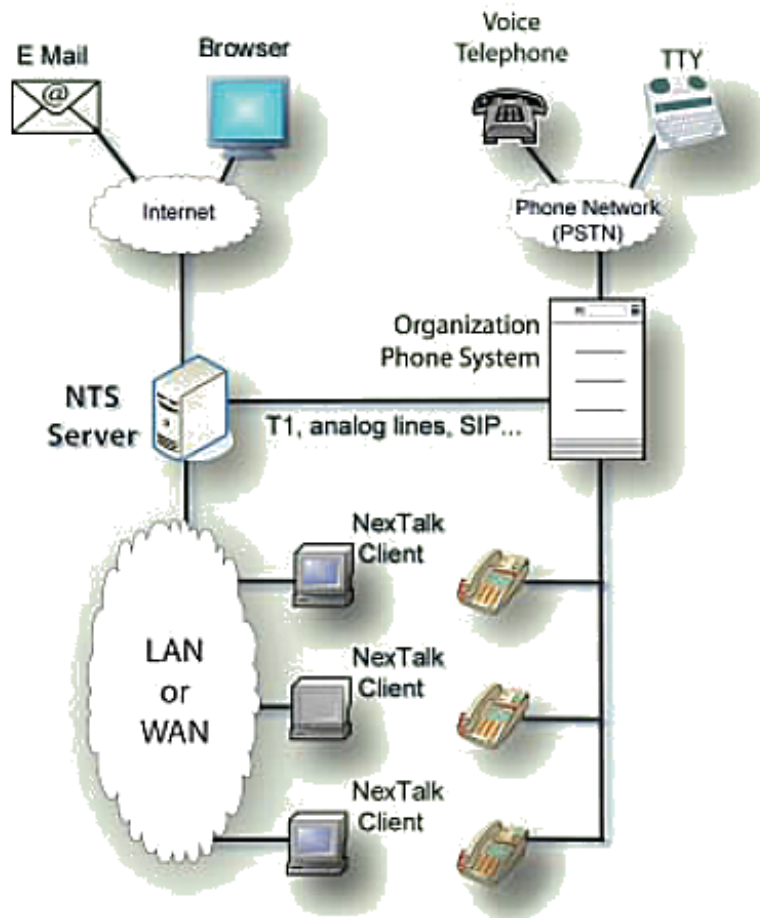 E Mail
@
Browser
Voice
Telephone
TTY
Internet
Phone Network
(PSTN)
Organization
Phone System
NTS
Server
T1, analog lines, SIP...
NexTalk
Client
LAN
or
WAN
NexTalk
Client
NexTalk
Client